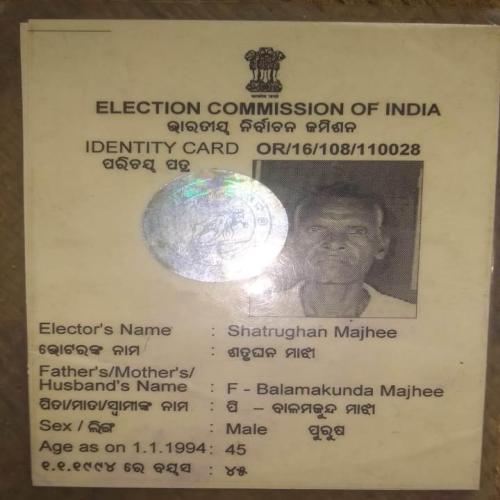 ELECTION COMMISSION OF INDIA
ଭାରତୀୟ ନିର୍ବାଚନ କମିଶନ
IDENTITY CARD OR/16/108/110028
ପରିଚୟ ପତ୍ର
Elector's Name : Shatrughan Majhee
ଭୋଟରଙ୍କ ନାମ : ଶତ୍ରୁଘନ ମାଝୀ
Father's/Mother's/
Husband's Name : F - Balamakunda Majhee
ପିତା/ମାତା/ସ୍ଵାମୀଙ୍କ ନାମ : ପି – ବାଳମକୁନ୍ଦ ମାଝୀ
Sex / ଲିଙ୍ଗ : Male ପୁରୁଷ
Age as on 1.1.1994 : 45
୧.୧.୧୯୯୪ ରେ ବୟସ : ୪୫